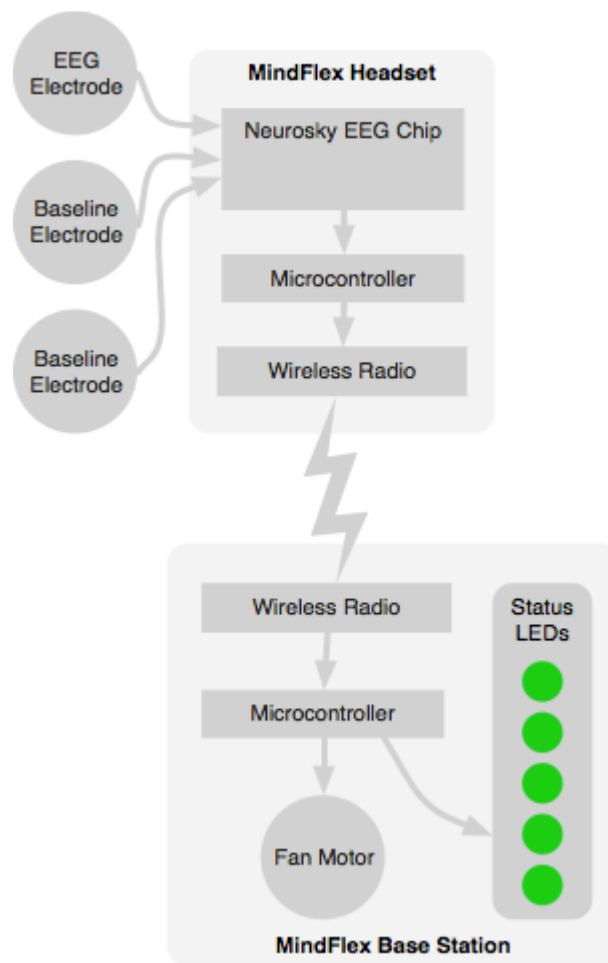 EEG
Electrode
MindFlex Headset
Neurosky EEG Chip
Baseline
Electrode
Microcontroller
Baseline
Electrode
Wireless Radio
Wireless Radio
Status
LEDs
Microcontroller
Fan Motor
MindFlex Base Station